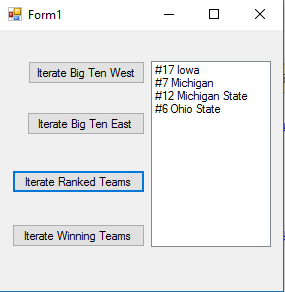 Form1
Iterate Big Ten West
Iterate Big Ten East
Iterate Ranked Teams
Iterate Winning Teams
#17 Iowa
#7 Michigan
#12 Michigan State
#6 Ohio State